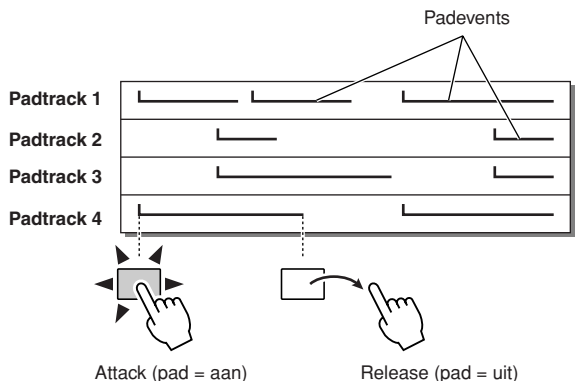 Padevents
Padtrack 1
Padtrack 2
Padtrack 3
Padtrack 4
Attack (pad = aan)
Release (pad = uit)